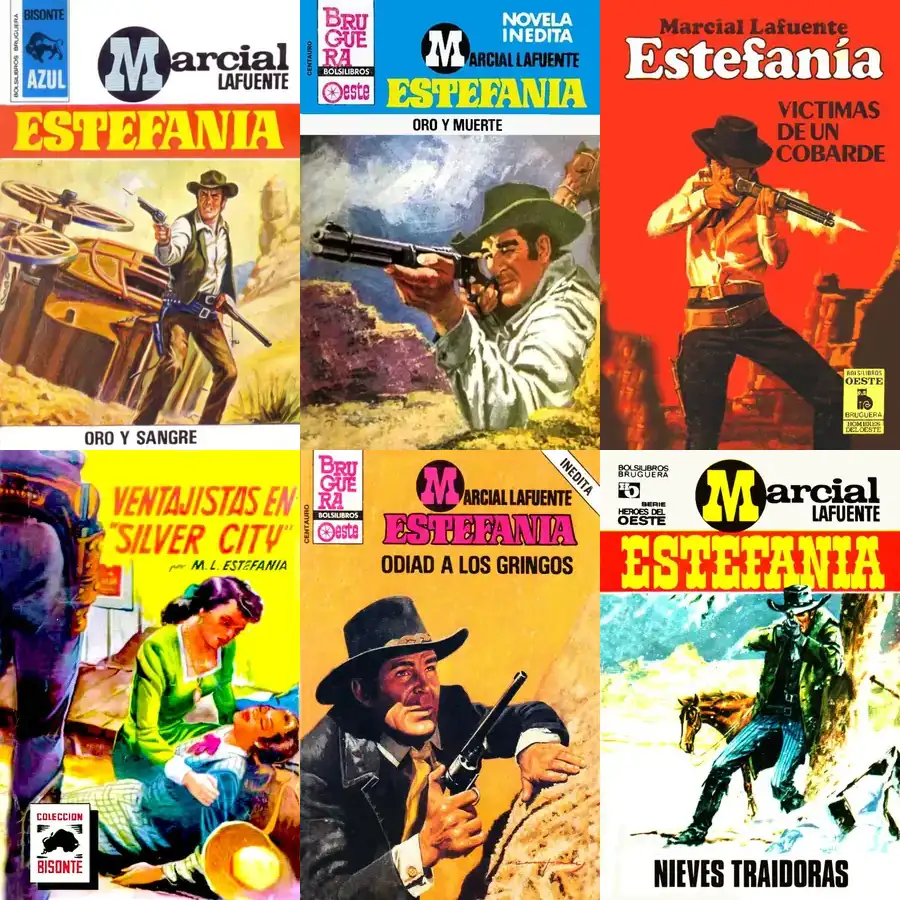 BISONTE
BOLSILIBROS BRUGUERA
AZUL
Marcial
LAFUENTE
ESTEFANIA
ORO Y SANGRE
BRU
GUE
RA
BOLSILIBROS
Oeste
CENTAURO
NOVELA
INEDITA
MARCIAL LAFUENTE
ESTEFANIA
ORO Y MUERTE
Marcial Lafuente
Estefanía
VICTIMAS
DE UN
COBARDE
BOLSILIBROS
OESTE
BRUGUERA
HOMBRES
DEL OESTE
VENTAJISTAS EN
"SILVER CITY"
por M. L. ESTEFANIA
COLECCION
BISONTE
BRU
GUE
RA
BOLSILIBROS
Oeste
CENTAURO
INEDITA
MARCIAL LAFUENTE
ESTEFANIA
ODIAD A LOS GRINGOS
BOLSILIBROS
BRUGUERA
SERIE
HEROES DEL
OESTE
Marcial
LAFUENTE
ESTEFANIA
NIEVES TRAIDORAS